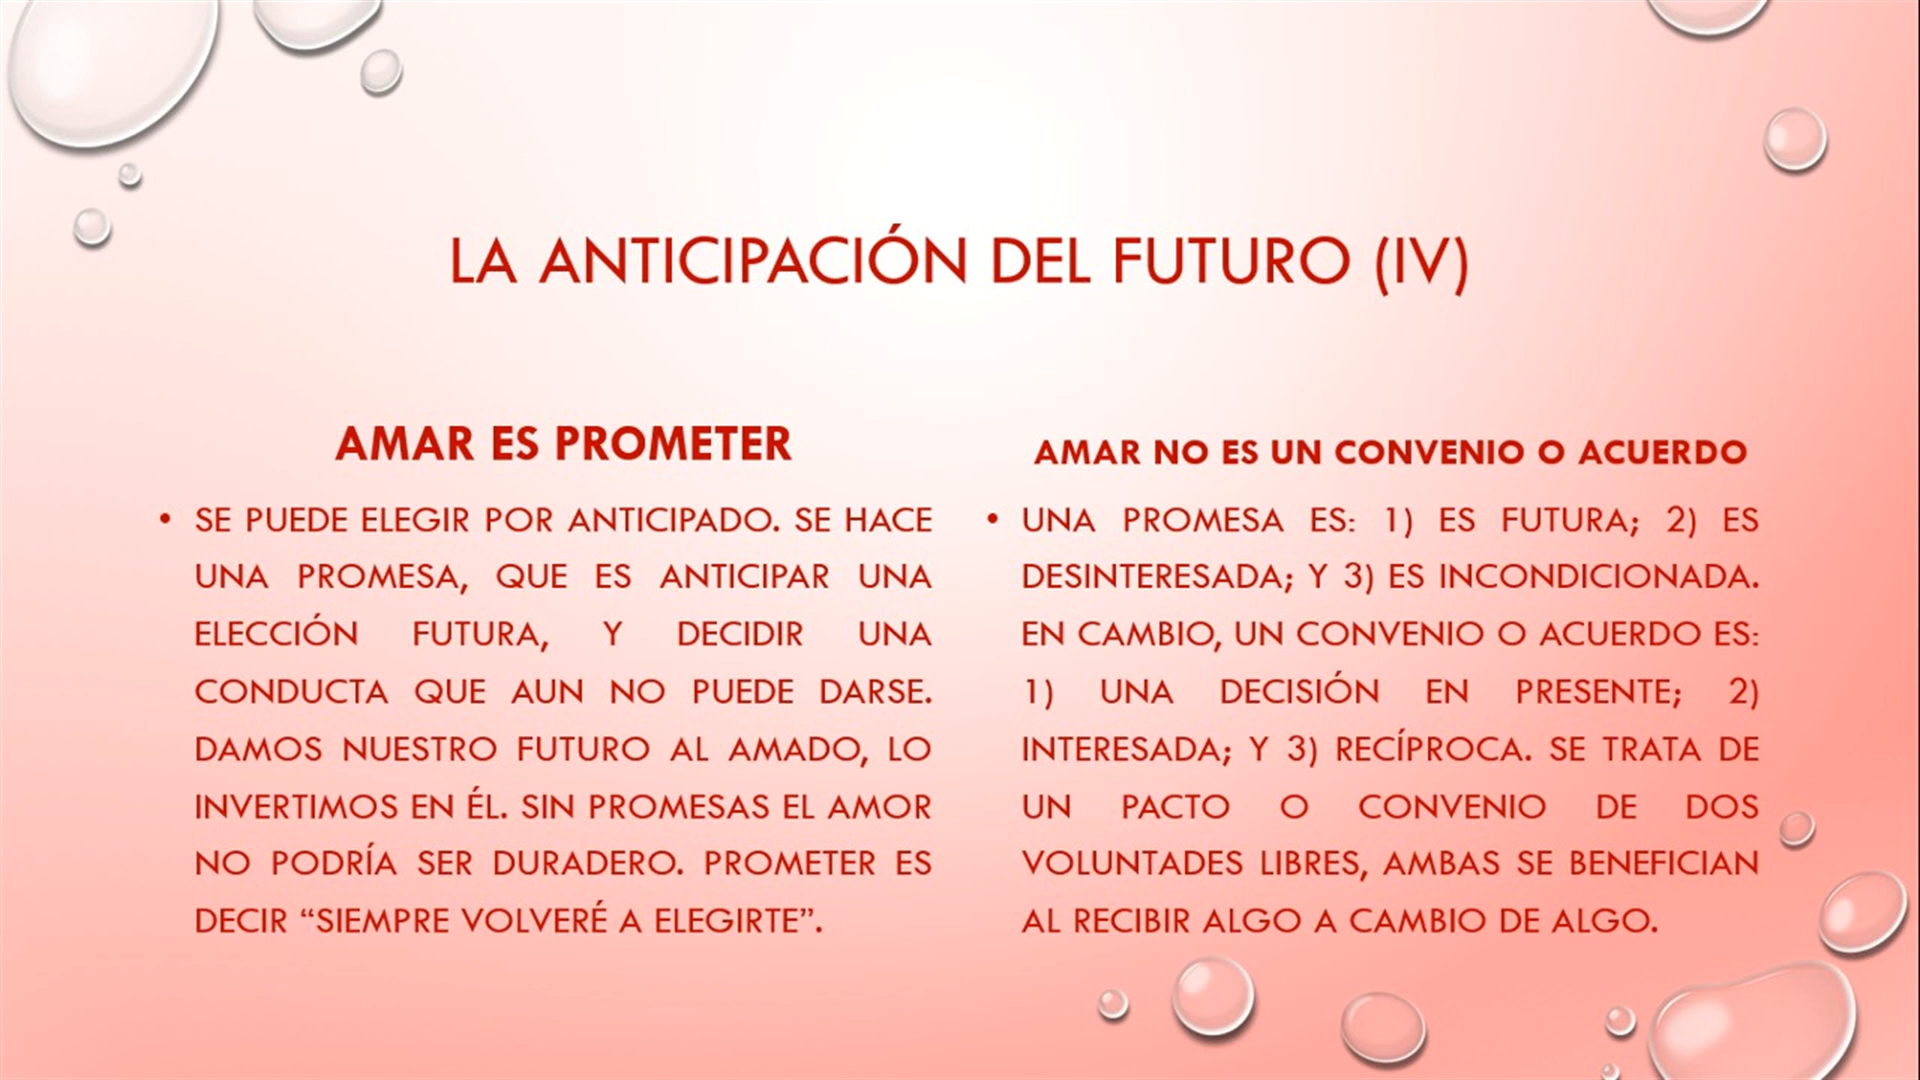 LA ANTICIPACIÓN DEL FUTURO (IV)
AMAR ES PROMETER
• SE PUEDE ELEGIR POR ANTICIPADO. SE HACE
UNA PROMESA, QUE ES ANTICIPAR UNA
ELECCIÓN FUTURA, Y DECIDIR UNA
CONDUCTA QUE AUN NO PUEDE DARSE.
DAMOS NUESTRO FUTURO AL AMADO, LO
INVERTIMOS EN ÉL. SIN PROMESAS EL AMOR
NO PODRÍA SER DURADERO. PROMETER ES
DECIR “SIEMPRE VOLVERÉ A ELEGIRTE”.
AMAR NO ES UN CONVENIO O ACUERDO
• UNA PROMESA ES: 1) ES FUTURA; 2) ES
DESINTERESADA; Y 3) ES INCONDICIONADA.
EN CAMBIO, UN CONVENIO O ACUERDO ES:
1) UNA DECISIÓN EN PRESENTE; 2)
INTERESADA; Y 3) RECÍPROCA. SE TRATA DE
UN PACTO O CONVENIO DE DOS
VOLUNTADES LIBRES, AMBAS SE BENEFICIAN
AL RECIBIR ALGO A CAMBIO DE ALGO.